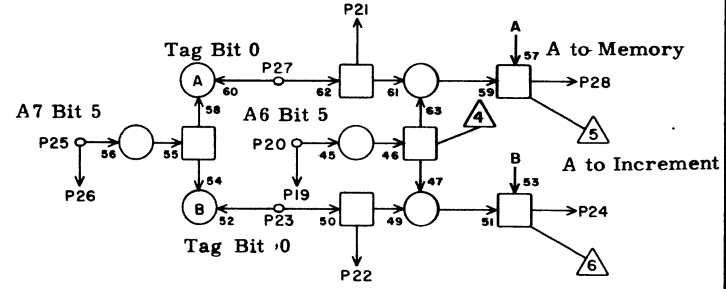 P21
Tag Bit 0
A
57
A to Memory
A
60
P27
62
61
59
P28
58
63
4
5
A7 Bit 5
A6 Bit 5
P25
56
55
P20
45
46
A to Increment
P26
54
P19
47
B
53
B
52
P23
50
49
51
P24
Tag Bit 0
P22
6